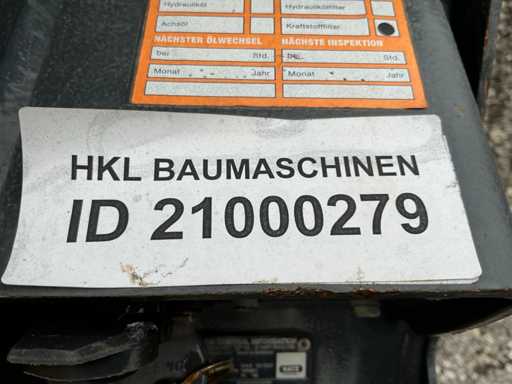 Hydrauliköl Hydraulikölfilter
Achsöl Kraftstofffilter
NÄCHSTER ÖLWECHSEL NÄCHSTE INSPEKTION
bei Std. bei Std.
Monat Jahr Monat Jahr
HKL BAUMASCHINEN
ID 21000279